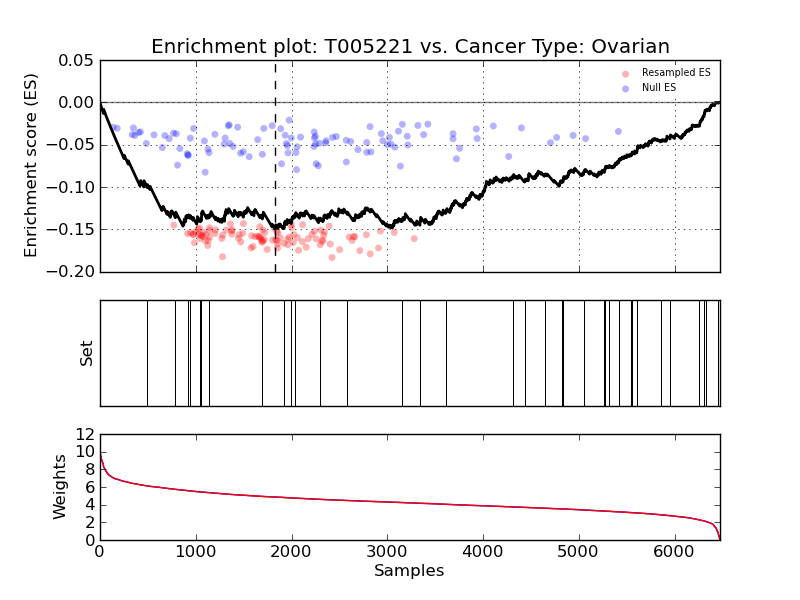 Enrichment plot: T005221 vs. Cancer Type: Ovarian
Enrichment score (ES)
0.05
0.00
−0.05
−0.10
−0.15
−0.20
Resampled ES
Null ES
Set
Weights
12
10
8
6
4
2
0
0 1000 2000 3000 4000 5000 6000
Samples